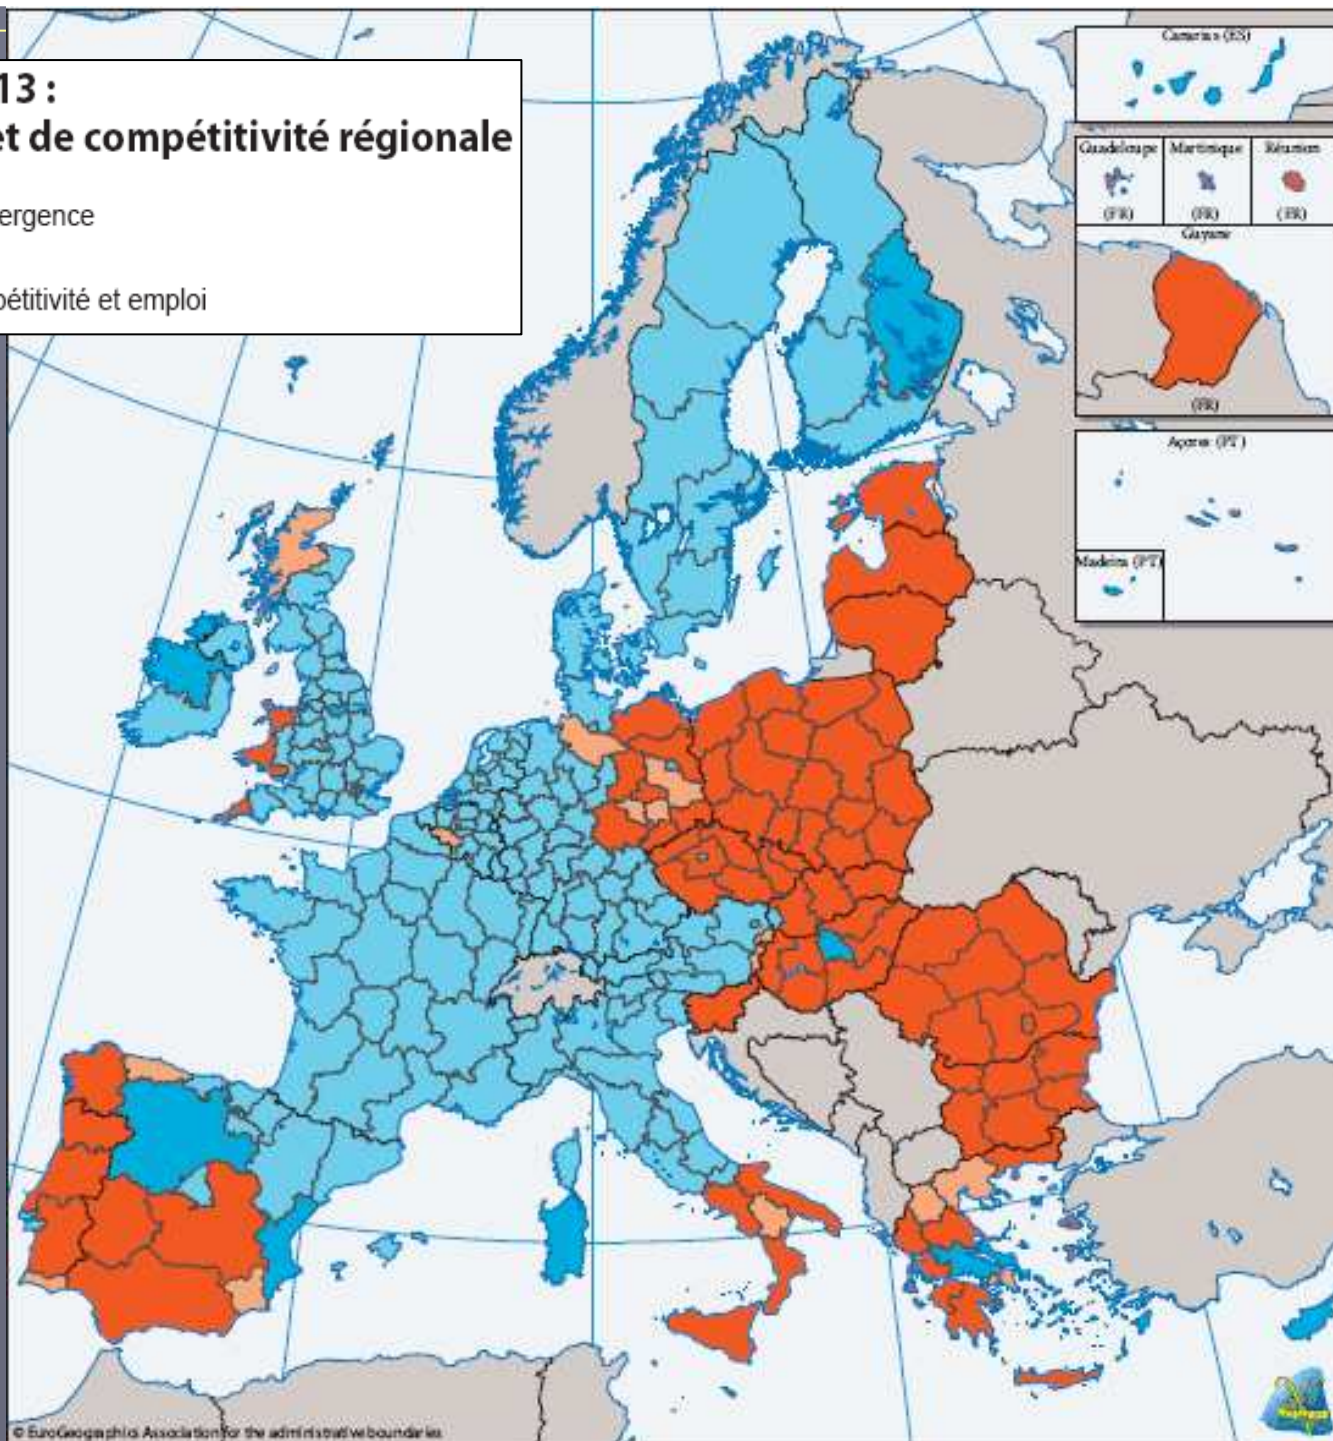 13 :
et de compétitivité régionale
ergence
pétitivité et emploi
Canarias (ES)
Guadeloupe Martinique Réunion
(FR) (FR) (FR)
Guyane
(FR)
Açores (PT)
Madeira (PT)
© EuroGeographics Association for the administrative boundaries